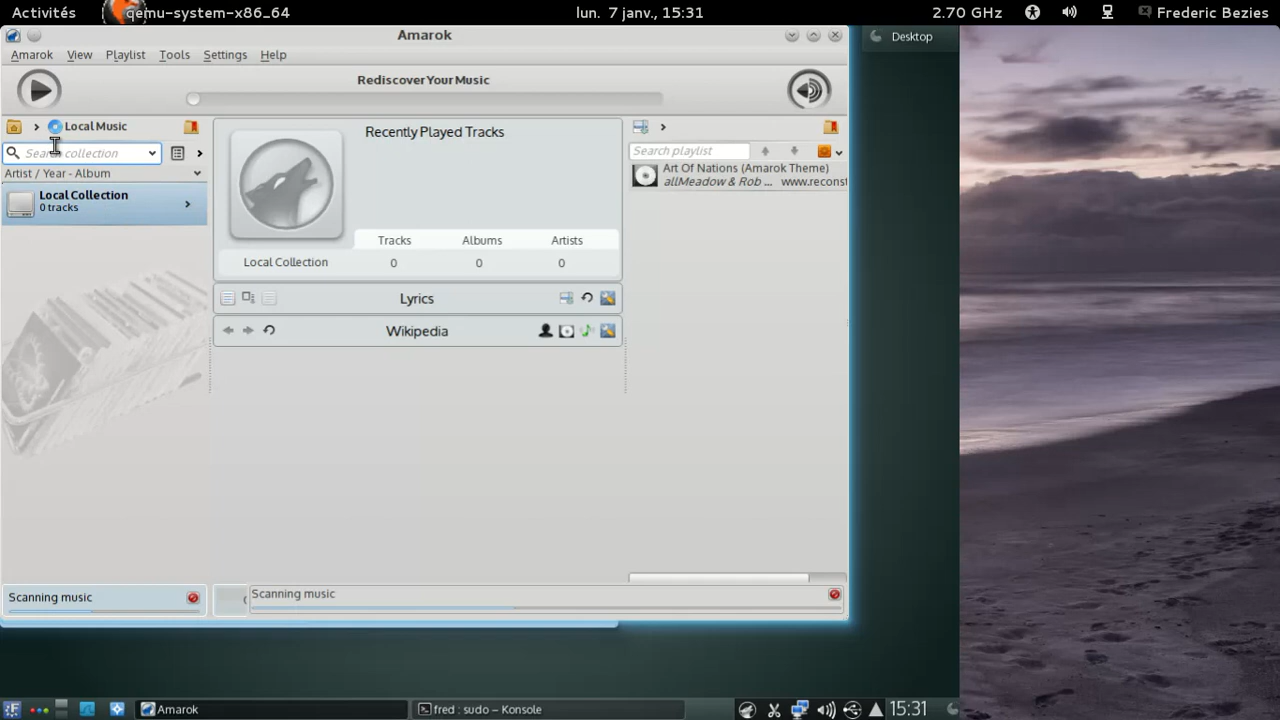 Activités
qemu-system-x86_64
lun. 7 janv., 15:31
2.70 GHz
Frederic Bezies
Amarok
Desktop
Amarok View Playlist Tools Settings Help
Rediscover Your Music
Local Music
Search collection
Artist / Year - Album
Local Collection
0 tracks
Recently Played Tracks
Tracks Albums Artists
Local Collection 0 0 0
Lyrics
Wikipedia
Search playlist
Art Of Nations (Amarok Theme)
allMeadow & Rob ... www.reconst
Scanning music
Scanning music
Amarok
fred : sudo – Konsole
15:31